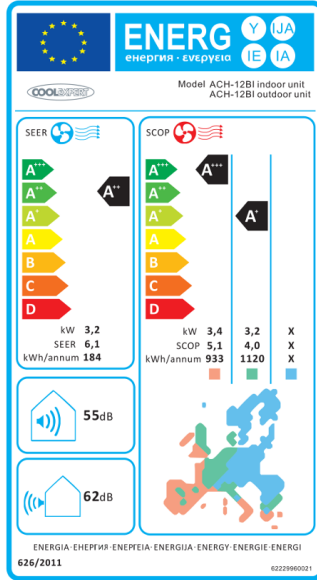 ENERG
енергия · ενεργεια
Y IJA
IE IA
COOLEXPERT
Model ACH-12BI indoor unit
ACH-12BI outdoor unit
SEER
A+++
A++
A+
A
B
C
D
A++
kW 3,2
SEER 6,1
kWh/annum 184
SCOP
A+++
A++
A+
A
B
C
D
A+++
A+
kW 3,4 3,2 X
SCOP 5,1 4,0 X
kWh/annum 933 1120 X
55dB
62dB
ENERGIA·ЕНЕРГИЯ·ΕΝΕΡΓΕΙΑ·ENERGIJA·ENERGY·ENERGIE·ENERGI
626/2011
62229960021